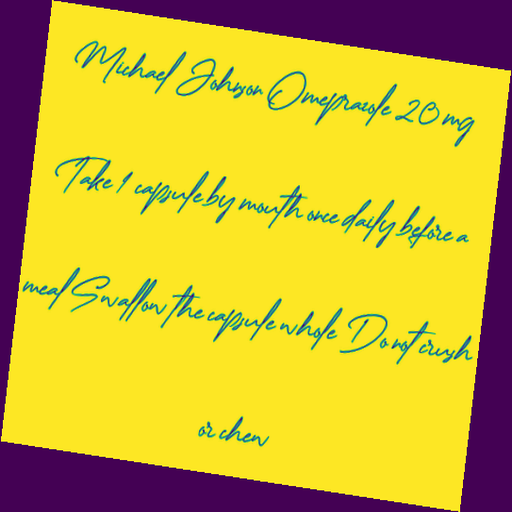 Michael Johnson Omeprazole 20 mg
Take 1 capsule by mouth once daily before a
meal Swallow the capsule whole Do not crush
or chew